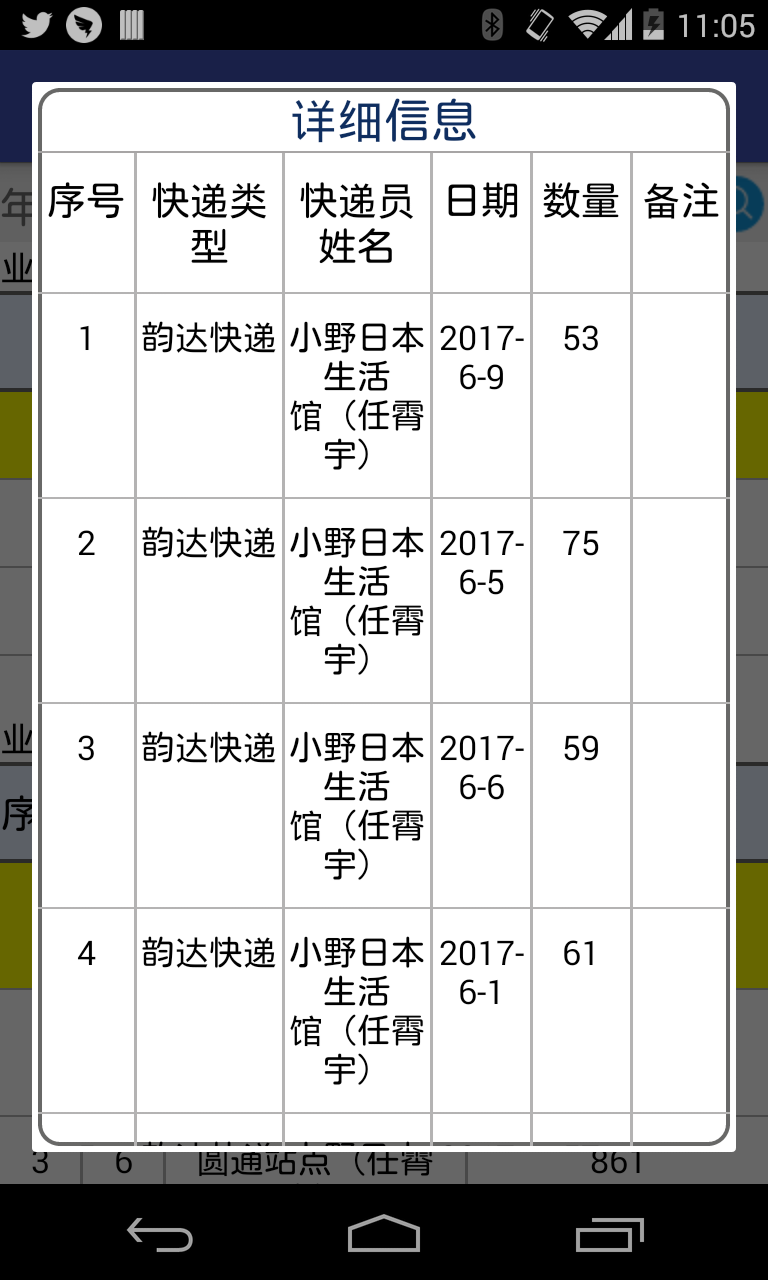 11:05
详细信息
序号 快递类型 快递员姓名 日期 数量 备注
1 韵达快递 小野日本生活馆（任霄宇） 2017-6-9 53
2 韵达快递 小野日本生活馆（任霄宇） 2017-6-5 75
3 韵达快递 小野日本生活馆（任霄宇） 2017-6-6 59
4 韵达快递 小野日本生活馆（任霄宇） 2017-6-1 61
年
业
业
序
3 6 圆通站点（任霄 861